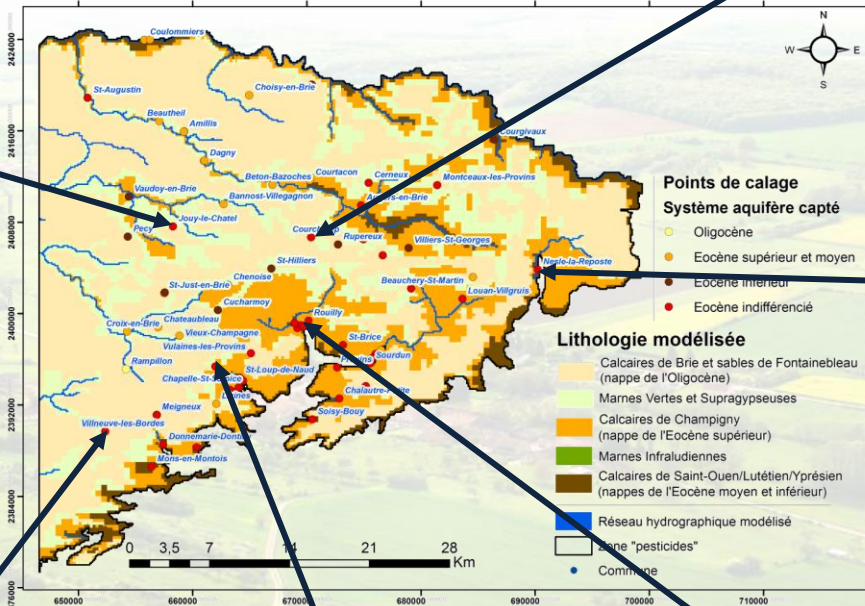 2424000
2416000
2408000
2400000
2392000
2384000
2376000
Coulommiers
St-Augustin
Choisy-en-Brie
Beautheil
Amillis
Dagny
Courgivaux
Beton-Bazoches
Courtacon
Cerneux
Montceaux-les-Provins
Vaudoy-en-Brie
Bannost-Villegagnon
Augers-en-Brie
Jouy-le-Chatel
Pecy
Courchamp
Rupereux
Villiers-St-Georges
St-Hilliers
Nesle-la-Reposte
Chenoise
St-Just-en-Brie
Beauchery-St-Martin
Louan-Villgruis
Cucharmoy
Chateaubleau
Rouilly
Croix-en-Brie
Vieux-Champagne
St-Brice
Vulaines-les-Provins
Provins
Sourdun
Rampillon
St-Loup-de-Naud
Chapelle-St-Sulpice
Chalautre-Petite
Lizines
Meigneux
Soisy-Bouy
Villneuve-les-Bordes
Donnemarie-Dontilly
Mons-en-Montois
N
W
E
S
Points de calage
Système aquifère capté
Oligocène
Eocène supérieur et moyen
Eocène inférieur
Eocène indifférencié
Lithologie modélisée
Calcaires de Brie et sables de Fontainebleau
(nappe de l'Oligocène)
Marnes Vertes et Supragypseuses
Calcaires de Champigny
(nappe de l'Eocène supérieur)
Marnes Infraludiennes
Calcaires de Saint-Ouen/Lutétien/Yprésien
(nappes de l'Eocène moyen et inférieur)
Réseau hydrographique modélisé
Zone "pesticides"
Commune
0 3,5 7 14 21 28
Km
650000
660000
670000
680000
690000
700000
710000